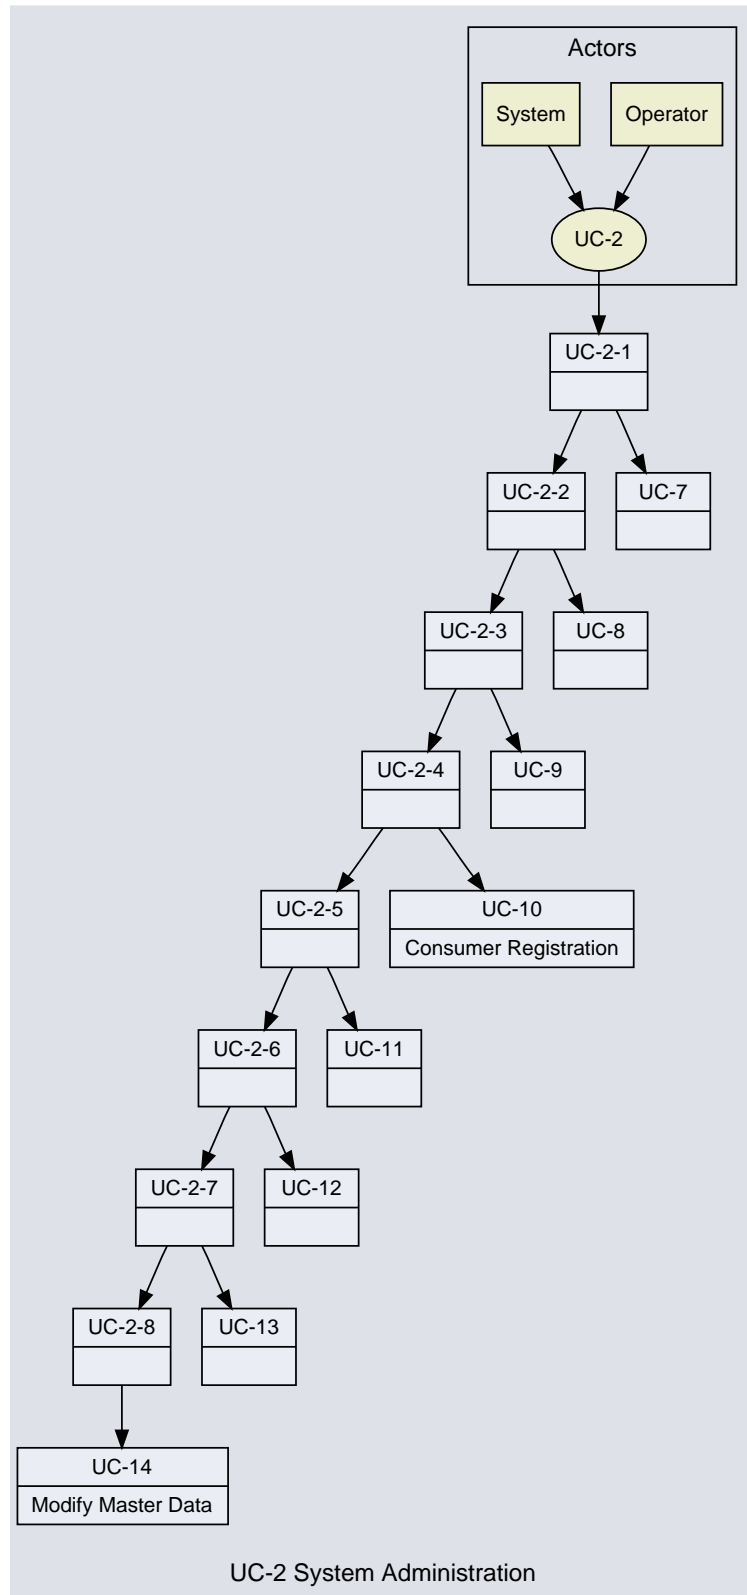 Actors
System
Operator
UC-2
UC-2-1
UC-2-2
UC-7
UC-2-3
UC-8
UC-2-4
UC-9
UC-2-5
UC-10
Consumer Registration
UC-2-6
UC-11
UC-2-7
UC-12
UC-2-8
UC-13
UC-14
Modify Master Data
UC-2 System Administration